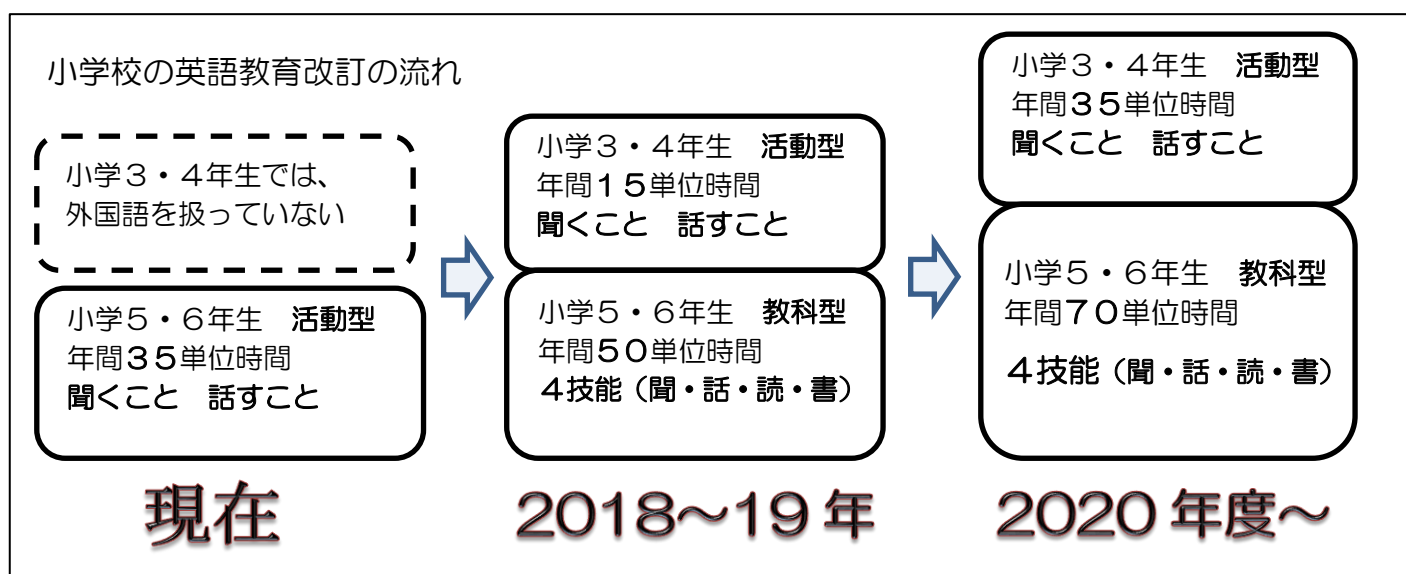 小学校の英語教育改訂の流れ
小学３・４年生では、
外国語を扱っていない
小学５・６年生　活動型
年間３５単位時間
聞くこと　話すこと
現在
小学３・４年生　活動型
年間１５単位時間
聞くこと　話すこと
小学５・６年生　教科型
年間５０単位時間
４技能（聞・話・読・書）
2018～19 年
小学３・４年生　活動型
年間３５単位時間
聞くこと　話すこと
小学５・６年生　教科型
年間７０単位時間
４技能（聞・話・読・書）
2020 年度～